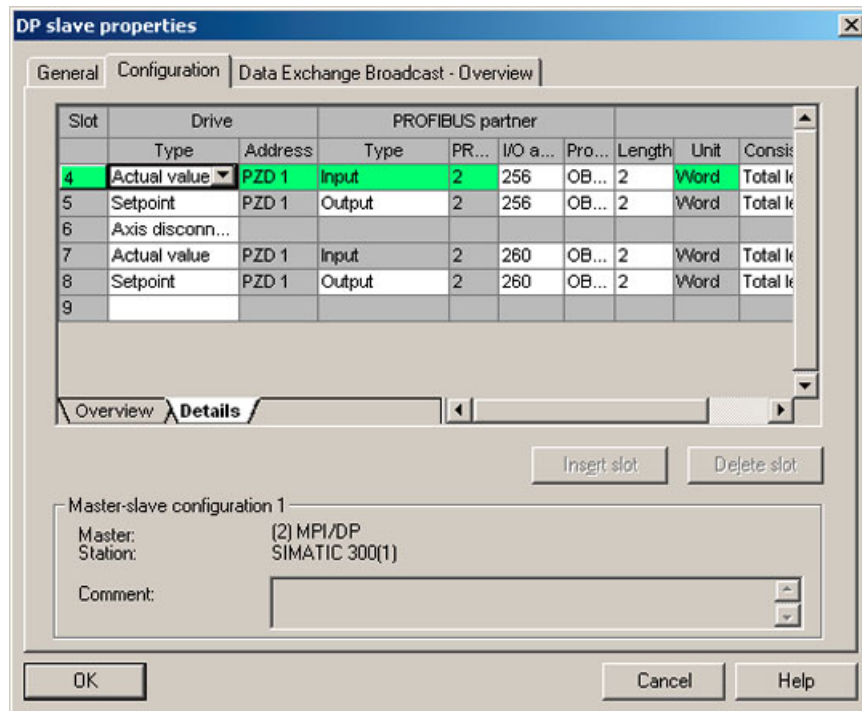 DP slave properties
General Configuration Data Exchange Broadcast - Overview
Slot Drive PROFIBUS partner
Type Address Type PR... I/O a... Pro... Length Unit Consis
4 Actual value PZD 1 Input 2 256 OB... 2 Word Total le
5 Setpoint PZD 1 Output 2 256 OB... 2 Word Total le
6 Axis disconn...
7 Actual value PZD 1 Input 2 260 OB... 2 Word Total le
8 Setpoint PZD 1 Output 2 260 OB... 2 Word Total le
9
Overview Details
Insert slot Delete slot
Master-slave configuration 1
Master: (2) MPI/DP
Station: SIMATIC 300(1)
Comment:
OK Cancel Help